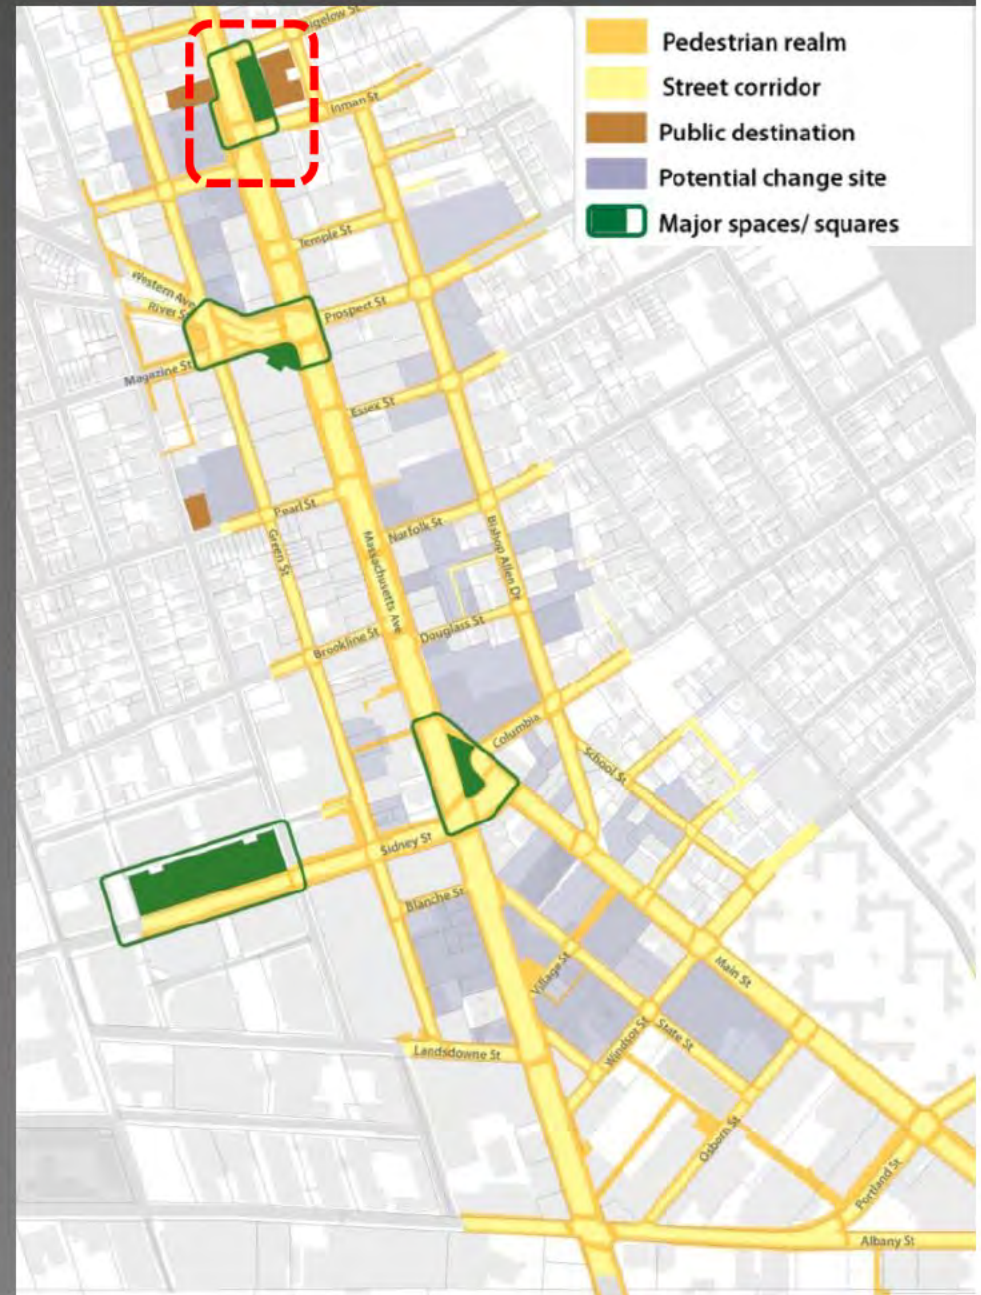 Bigelow St
Pedestrian realm
Street corridor
Inman St
Public destination
Potential change site
Major spaces/ squares
Temple St
Western Ave
River St
Prospect St
Magazine St
Essex St
Pearl St
Norfolk St
Green St
Massachusetts Ave
Bishop Allen Dr
Douglass St
Brookline St
Columbia
School St
Sidney St
Blanche St
Main St
Village St
Windsor St
State St
Landsdowne St
Osborn St
Portland St
Albany St